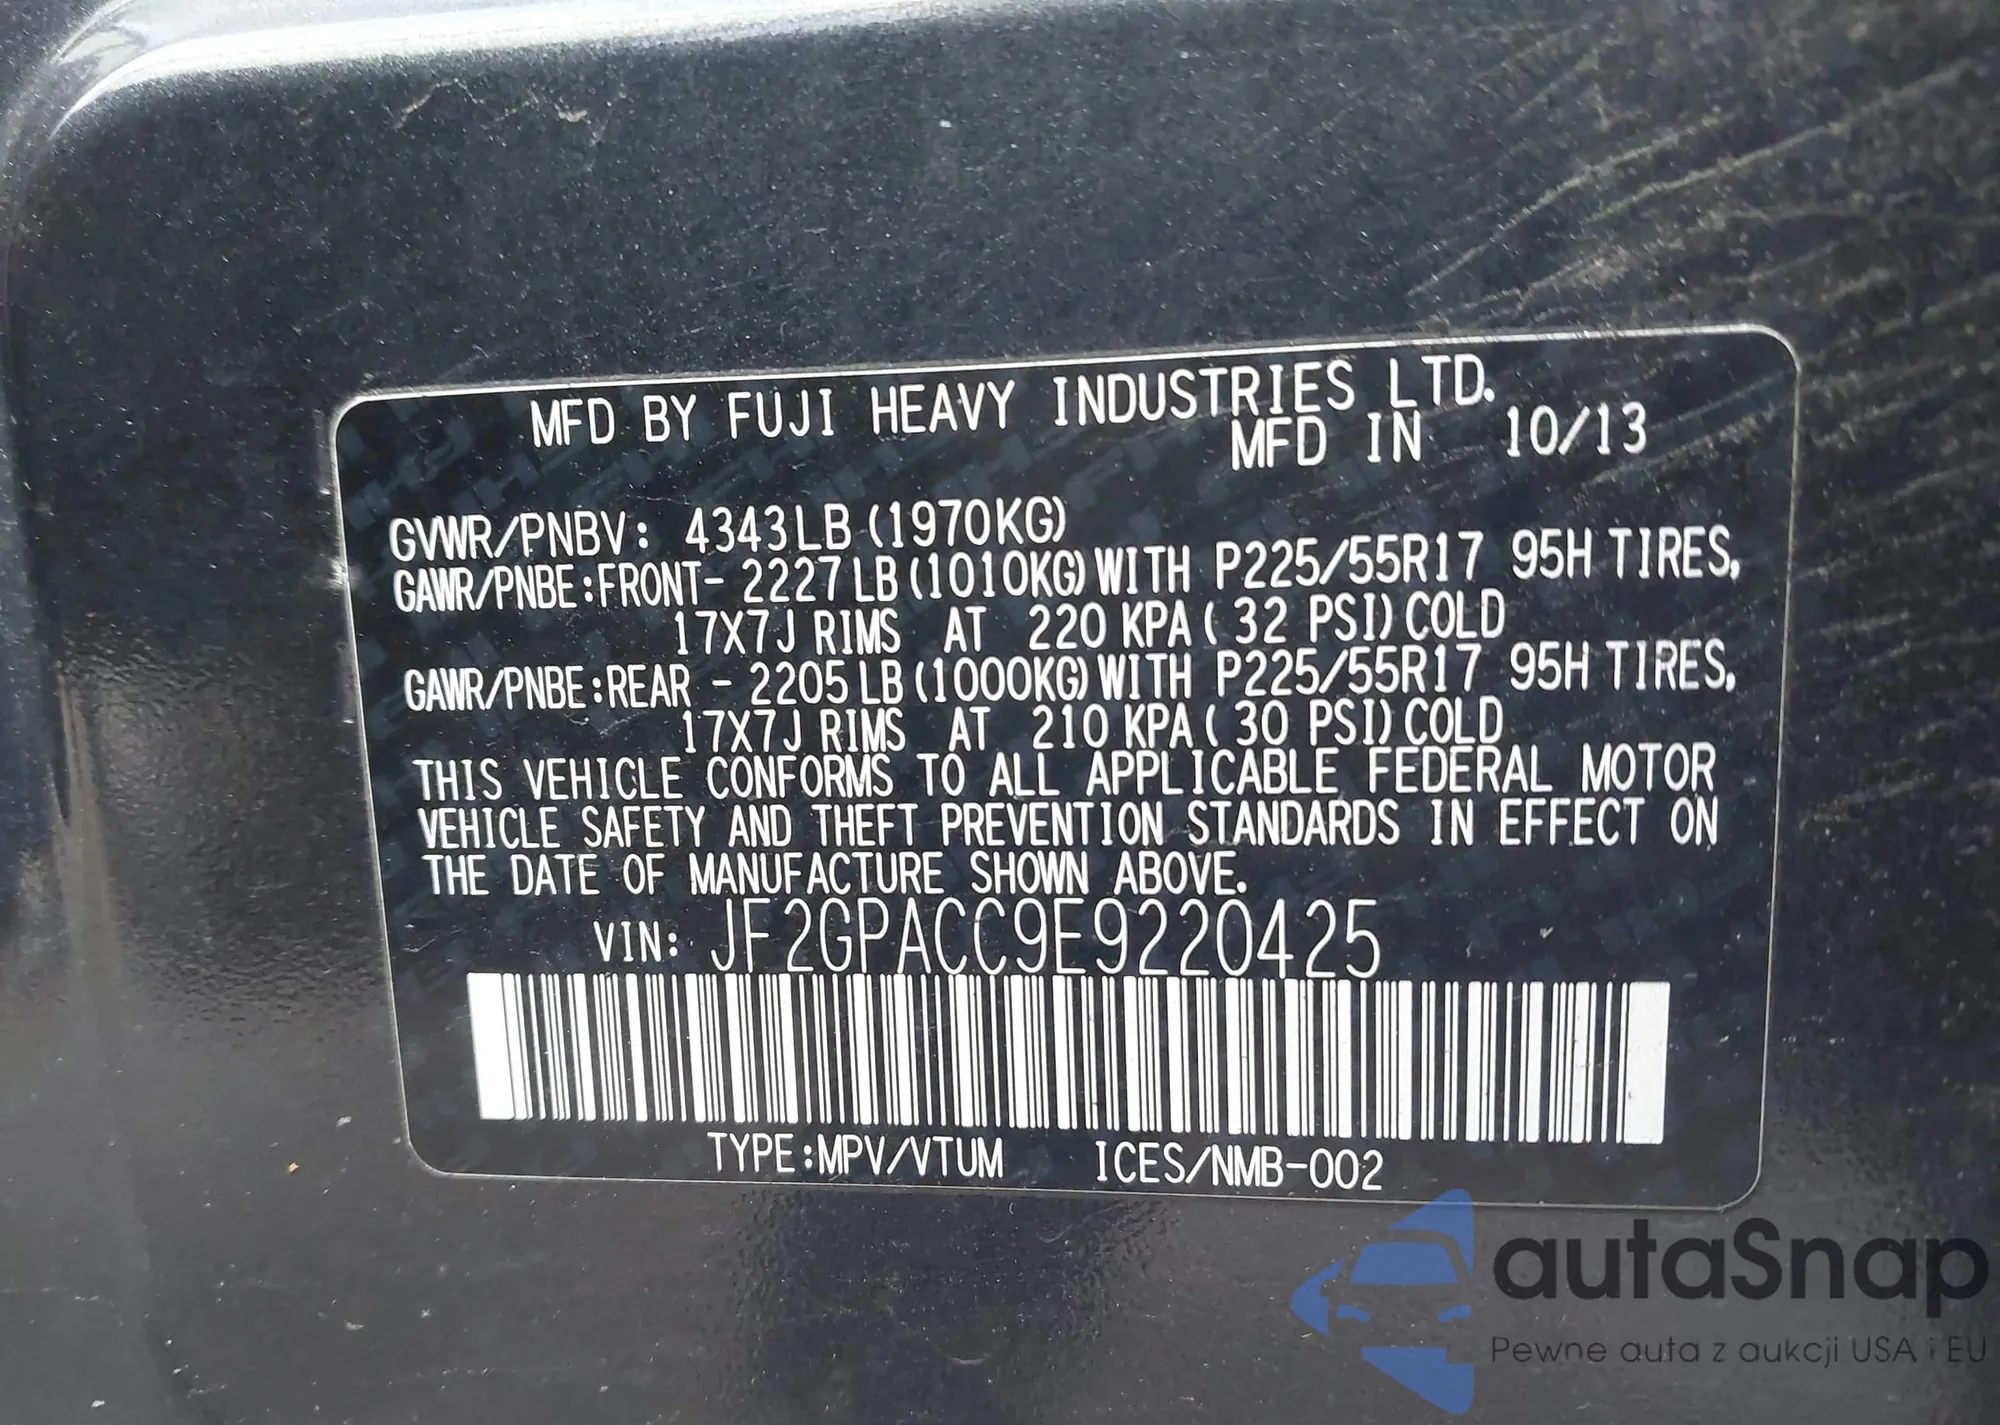 MFD BY FUJI HEAVY INDUSTRIES LTD.
MFD IN 10/13
GVWR/PNBV: 4343LB (1970KG)
GAWR/PNBE:FRONT- 2227 LB (1010KG) WITH P225/55R17 95H TIRES,
17X7J RIMS AT 220 KPA ( 32 PSI) COLD
GAWR/PNBE:REAR - 2205 LB (1000KG) WITH P225/55R17 95H TIRES,
17X7J RIMS AT 210 KPA ( 30 PSI) COLD
THIS VEHICLE CONFORMS TO ALL APPLICABLE FEDERAL MOTOR
VEHICLE SAFETY AND THEFT PREVENTION STANDARDS IN EFFECT ON
THE DATE OF MANUFACTURE SHOWN ABOVE.
VIN: JF2GPACC9E9220425
TYPE:MPV/VTUM ICES/NMB-002
autaSnap
Pewne auta z aukcji USA i EU